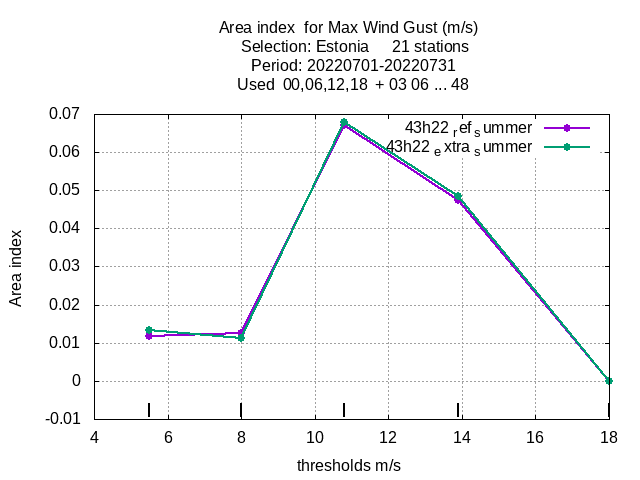 Area index  for Max Wind Gust (m/s)
Selection: Estonia     21 stations
Period: 20220701-20220731
Used  00,06,12,18  + 03 06 ... 48
43h22 ref summer
43h22 extra summer
0.07
0.06
0.05
0.04
0.03
0.02
0.01
0
-0.01
Area index
4 6 8 10 12 14 16 18
thresholds m/s